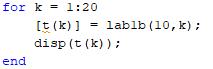 for k = 1:20
[t(k)] = lab1b(10,k);
disp(t(k));
end